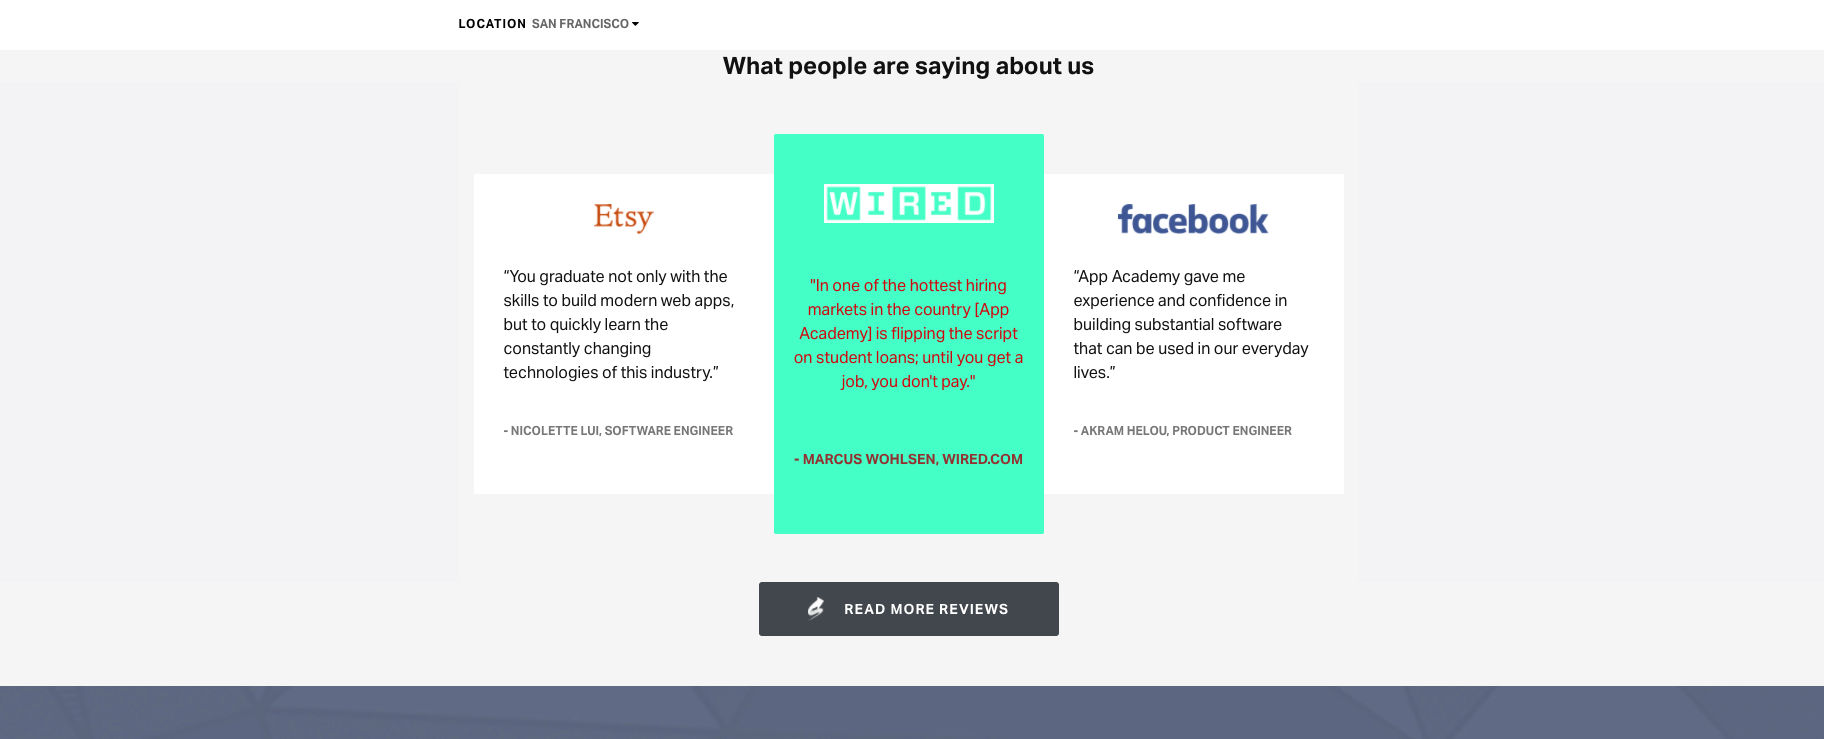 LOCATION SAN FRANCISCO
What people are saying about us
Etsy
“You graduate not only with the
skills to build modern web apps,
but to quickly learn the
constantly changing
technologies of this industry.”
- NICOLETTE LUI, SOFTWARE ENGINEER
WIRED
"In one of the hottest hiring
markets in the country [App
Academy] is flipping the script
on student loans; until you get a
job, you don't pay."
- MARCUS WOHLSEN, WIRED.COM
facebook
“App Academy gave me
experience and confidence in
building substantial software
that can be used in our everyday
lives.”
- AKRAM HELOU, PRODUCT ENGINEER
READ MORE REVIEWS